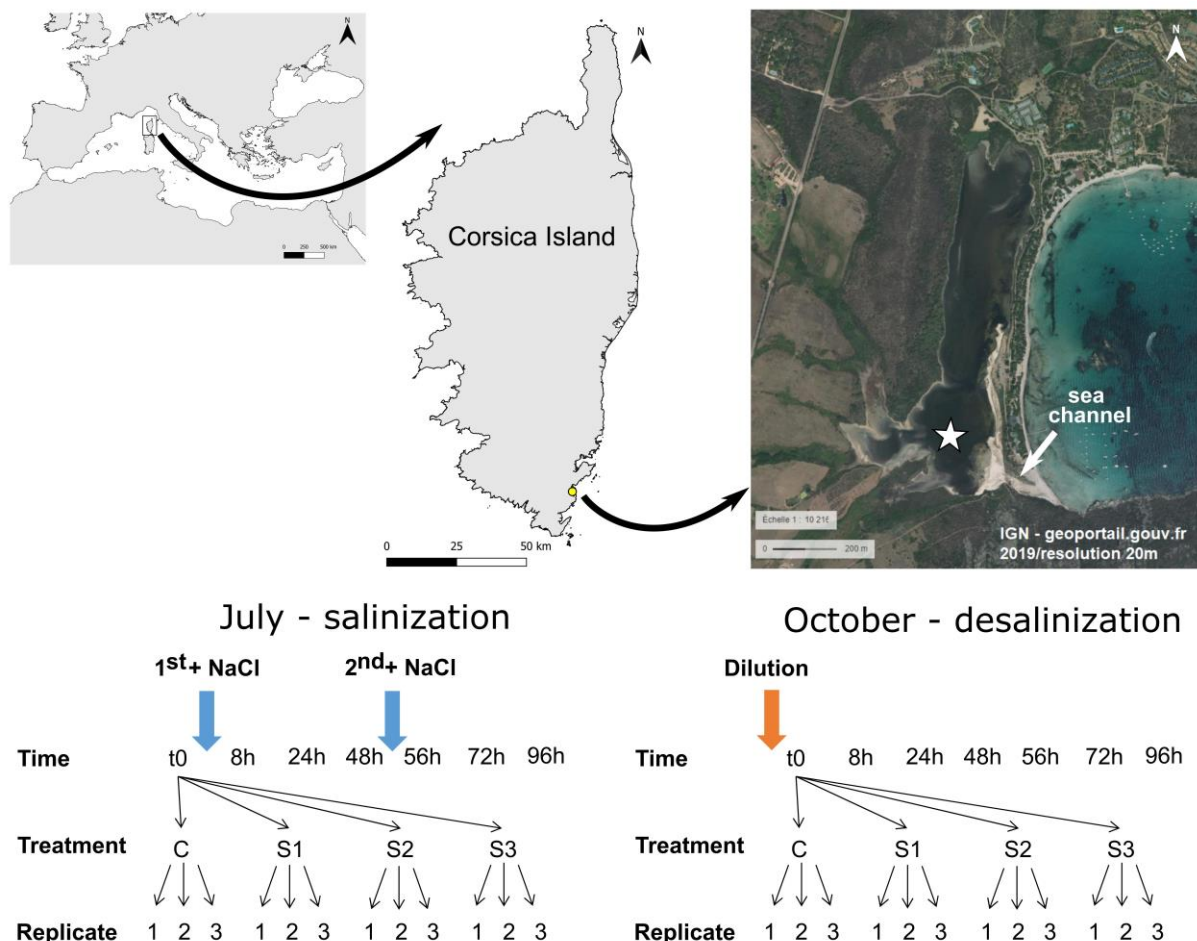 N
0 250 500 km
N
Corsica Island
0 25 50 km
N
sea
channel
Échelle 1 : 10 216
0 200 m
IGN - geoportail.gouv.fr
2019/resolution 20m
July - salinization
1st+ NaCl 2nd+ NaCl
Time t0 8h 24h 48h 56h 72h 96h
Treatment C S1 S2 S3
Replicate 1 2 3 1 2 3 1 2 3 1 2 3
October - desalinization
Dilution
Time t0 8h 24h 48h 56h 72h 96h
Treatment C S1 S2 S3
Replicate 1 2 3 1 2 3 1 2 3 1 2 3